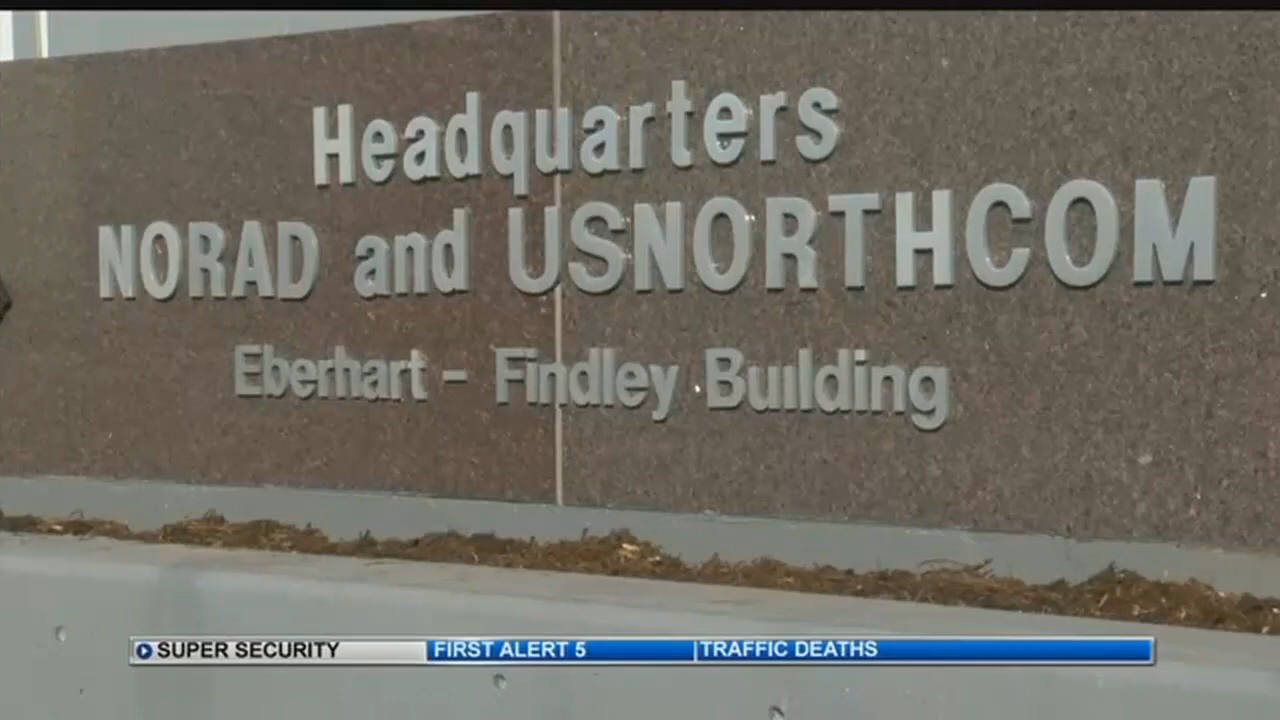 Headquarters
NORAD and USNORTHCOM
Eberhart - Findley Building
SUPER SECURITY FIRST ALERT 5 TRAFFIC DEATHS